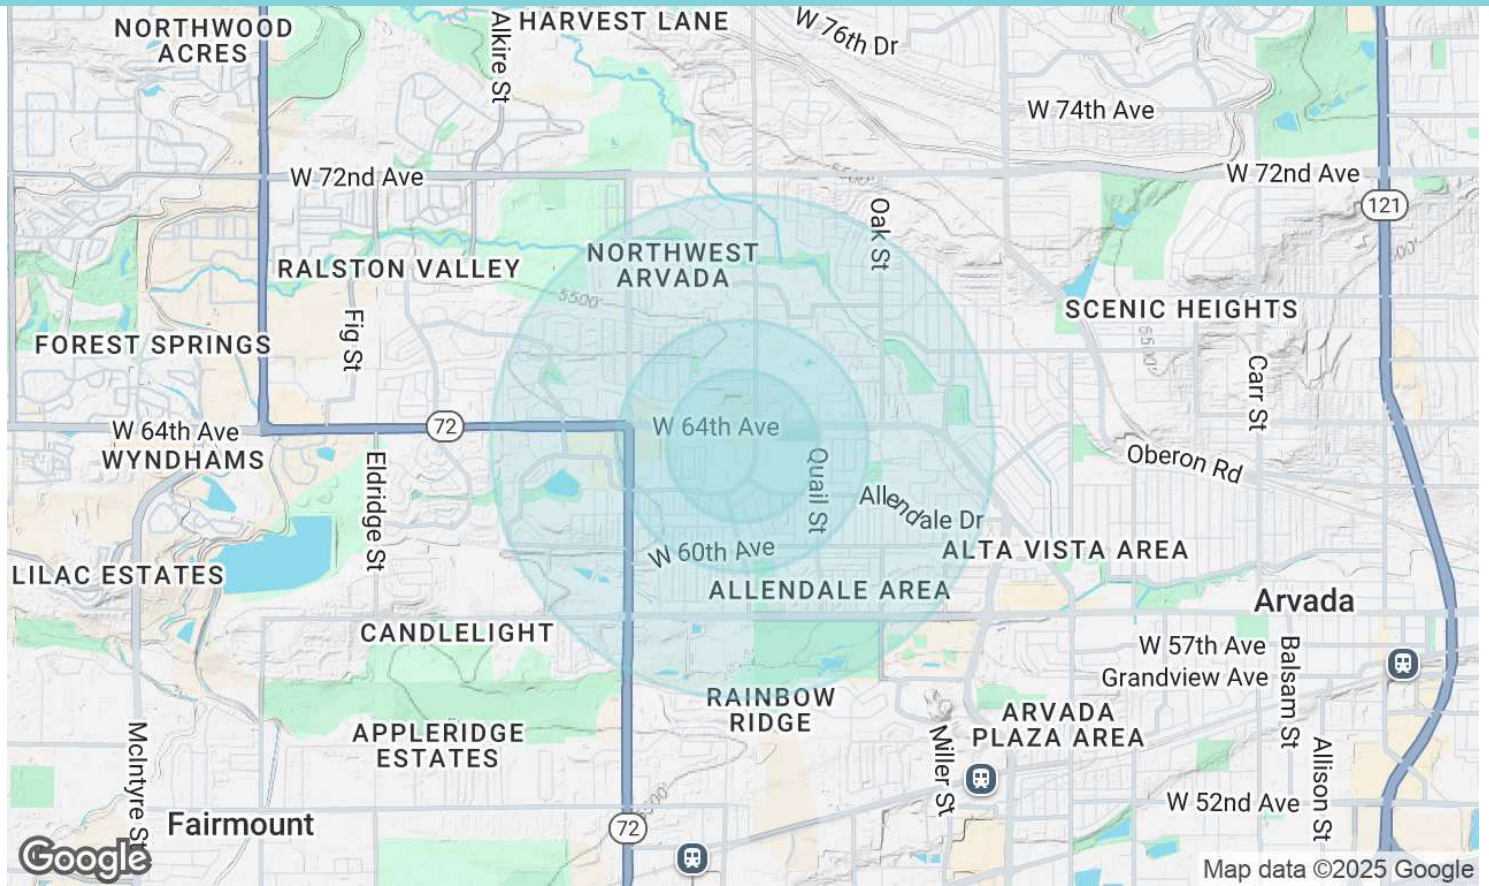 NORTHWOOD
ACRES
Alkire St
HARVEST LANE
W 76th Dr
W 74th Ave
W 72nd Ave
5500'
W 72nd Ave
121
Oak St
NORTHWEST
ARVADA
RALSTON VALLEY
5500'
SCENIC HEIGHTS
Fig St
FOREST SPRINGS
5500'
Carr St
72
W 64th Ave
W 64th Ave
WYNDHAMS
Eldridge St
Quail St
Oberon Rd
Allendale Dr
W 60th Ave
ALTA VISTA AREA
LILAC ESTATES
ALLENDALE AREA
Arvada
CANDLELIGHT
W 57th Ave
Balsam St
Grandview Ave
RAINBOW
RIDGE
ARVADA
PLAZA AREA
APPLERIDGE
ESTATES
McIntyre St
Miller St
Allison St
W 52nd Ave
Fairmount
72
Google
Map data ©2025 Google